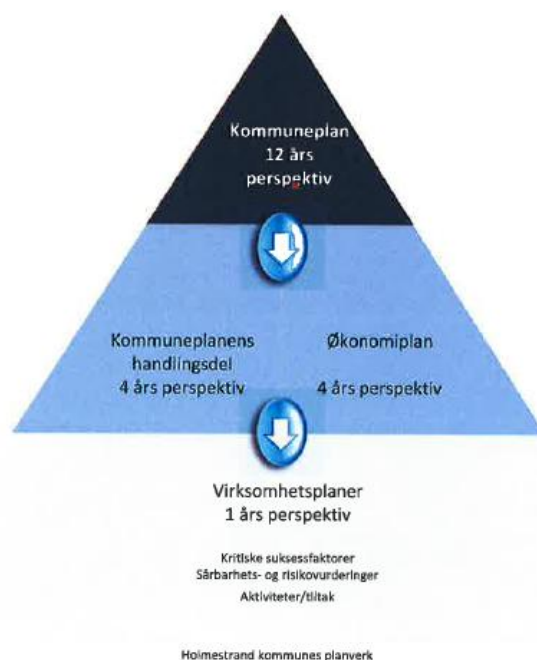 Kommuneplan
12 års
perspektiv
Kommuneplanens
handlingsdel
4 års perspektiv
Økonomiplan
4 års perspektiv
Virksomhetsplaner
1 års perspektiv
Kritiske suksessfaktorer
Sårbarhets- og risikovurderinger
Aktiviteter/tiltak
Holmestrand kommunes planverk